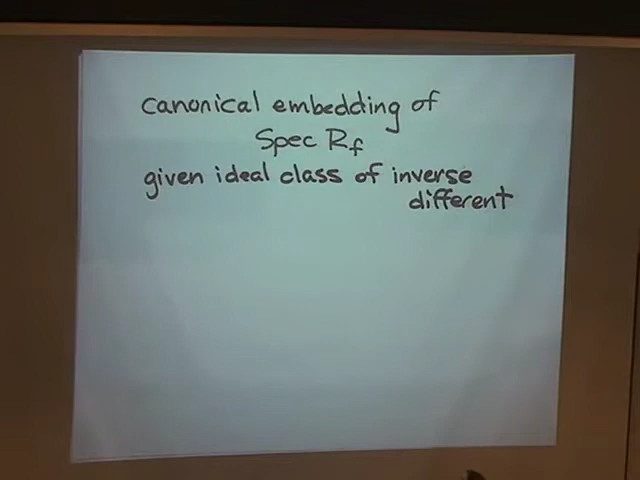 canonical embedding of
Spec Rf
given ideal class of inverse
different